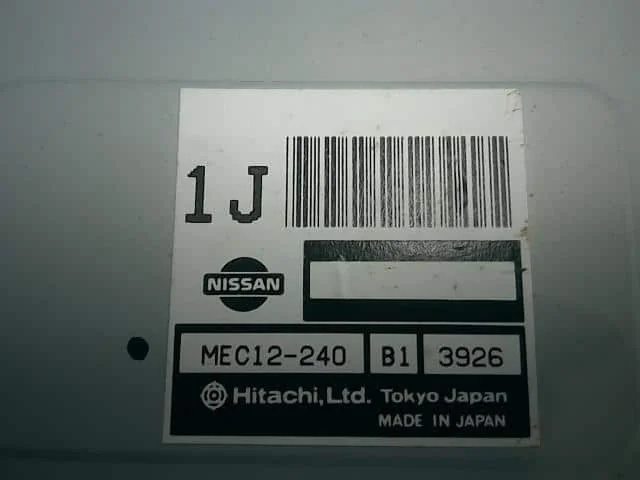 1J
NISSAN
MEC12-240 B1 3926
Hitachi, Ltd. Tokyo Japan
MADE IN JAPAN